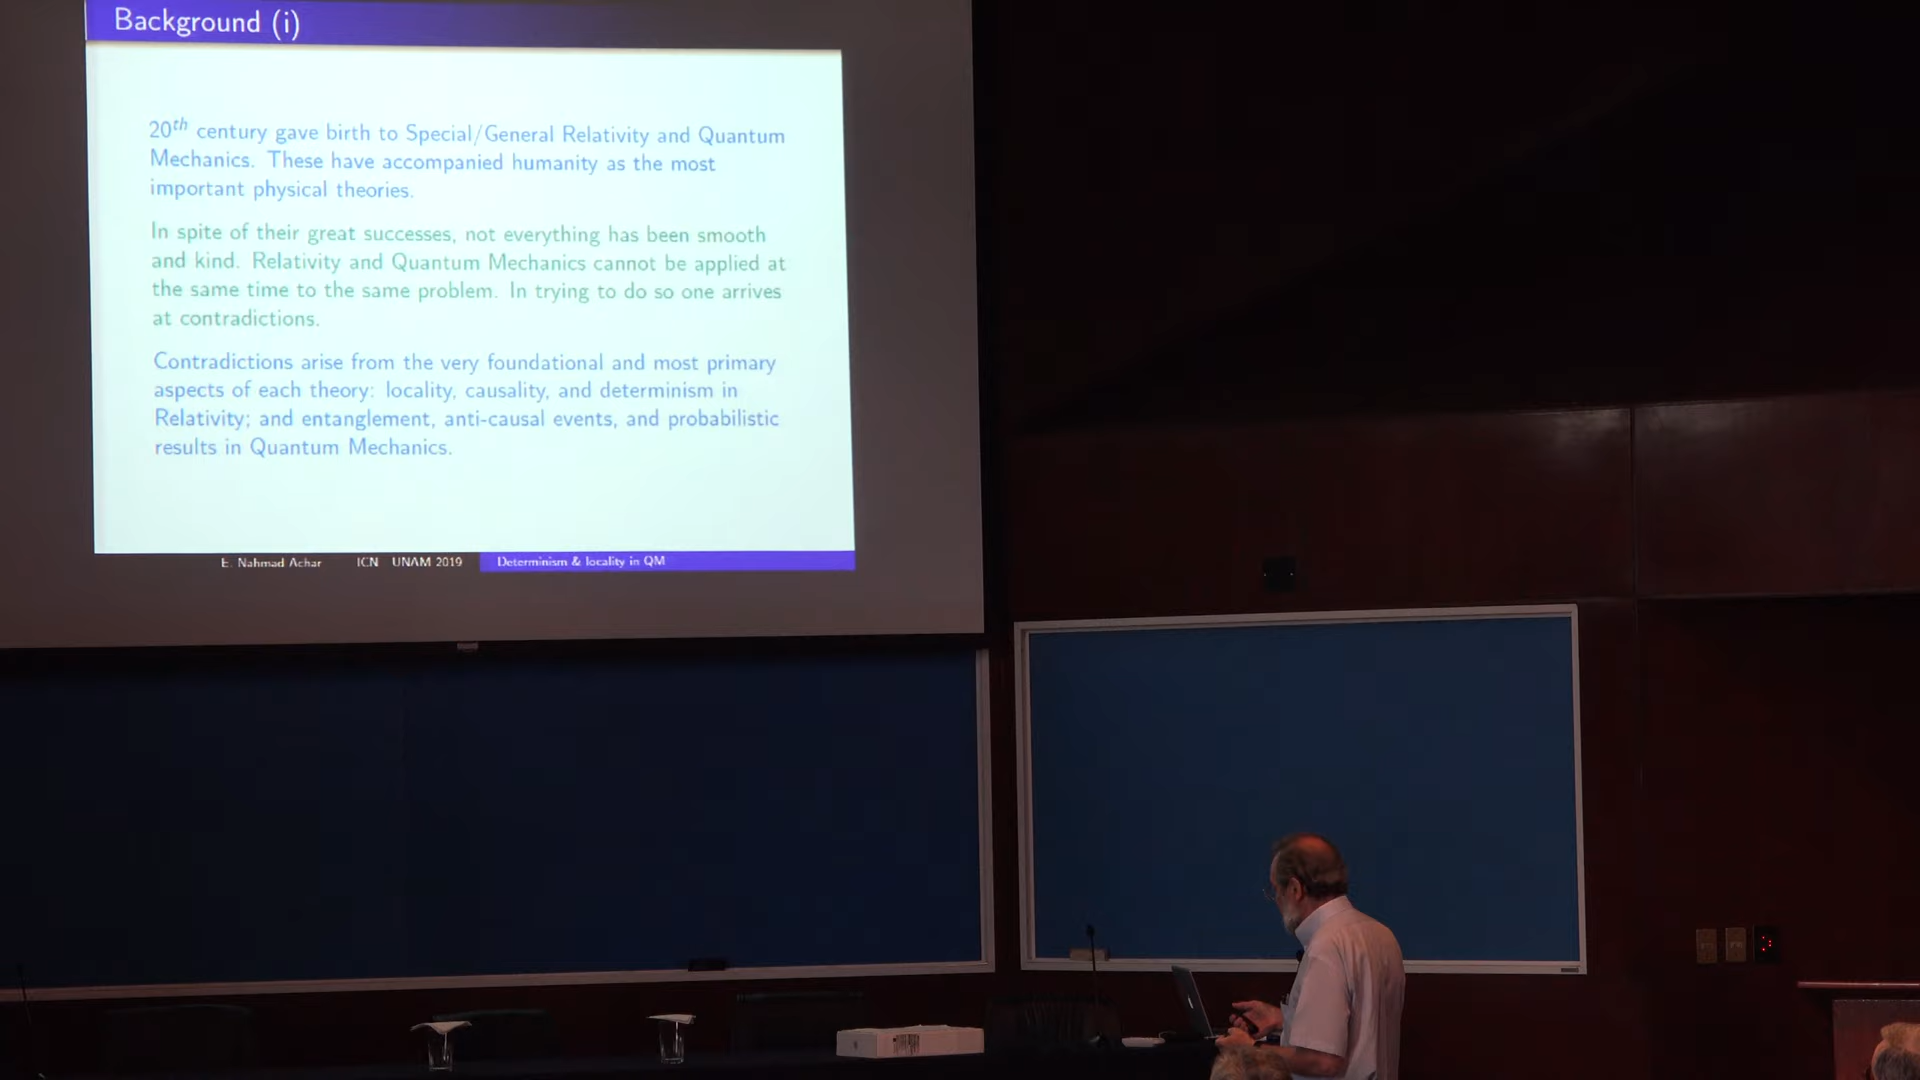 Background (i)
20th century gave birth to Special/General Relativity and Quantum
Mechanics. These have accompanied humanity as the most
important physical theories.
In spite of their great successes, not everything has been smooth
and kind. Relativity and Quantum Mechanics cannot be applied at
the same time to the same problem. In trying to do so one arrives
at contradictions.
Contradictions arise from the very foundational and most primary
aspects of each theory: locality, causality, and determinism in
Relativity; and entanglement, anti-causal events, and probabilistic
results in Quantum Mechanics.
E. Nahmad Achar ICN UNAM 2019 Determinism & locality in QM